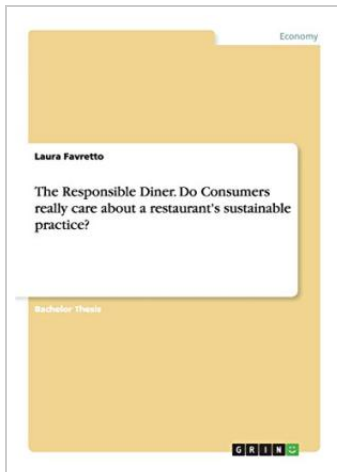 Economy
Laura Favretto
The Responsible Diner. Do Consumers
really care about a restaurant's sustainable
practice?
Bachelor Thesis
GRIN